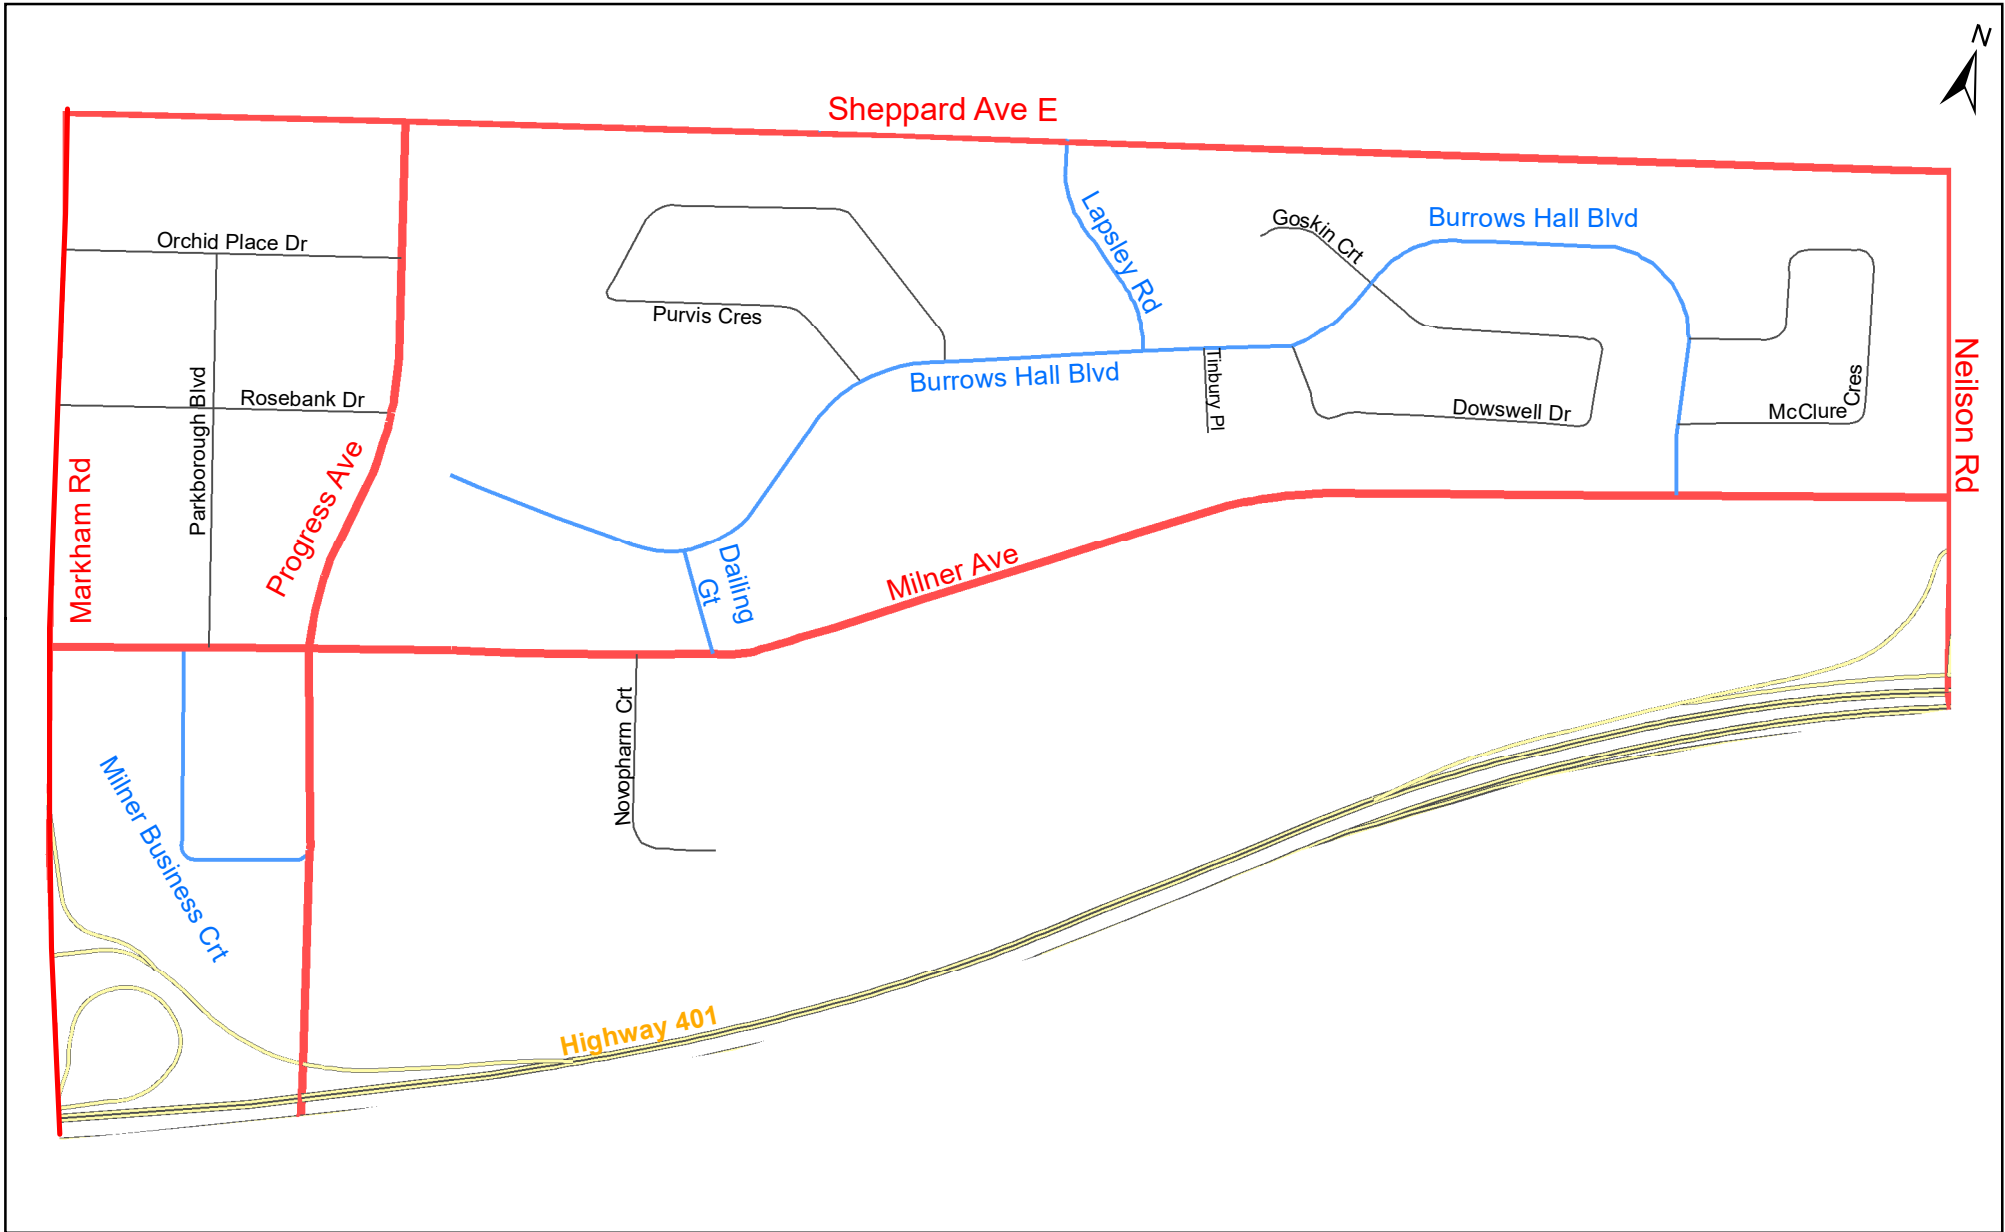 N
Sheppard Ave E
Orchid Place Dr
Lapsley Rd
Goskin Crt
Burrows Hall Blvd
Purvis Cres
Burrows Hall Blvd
Tinbury Pl
Dowswell Dr
McClure Cres
Neilson Rd
Rosebank Dr
Parkborough Blvd
Markham Rd
Progress Ave
Dailing
Gt
Milner Ave
Novopharm Crt
Milner Business Crt
Highway 401